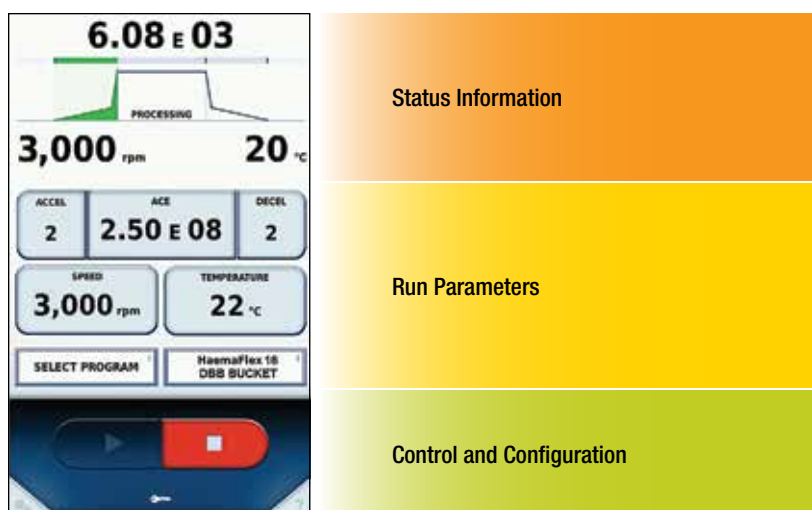 6.08 E 03
PROCESSING
3,000 rpm 20 °C
ACCEL ACE DECEL
2 2.50 E 08 2
SPEED TEMPERATURE
3,000 rpm 22 °C
SELECT PROGRAM HaemaFlex 16
DBB BUCKET
Status Information
Run Parameters
Control and Configuration